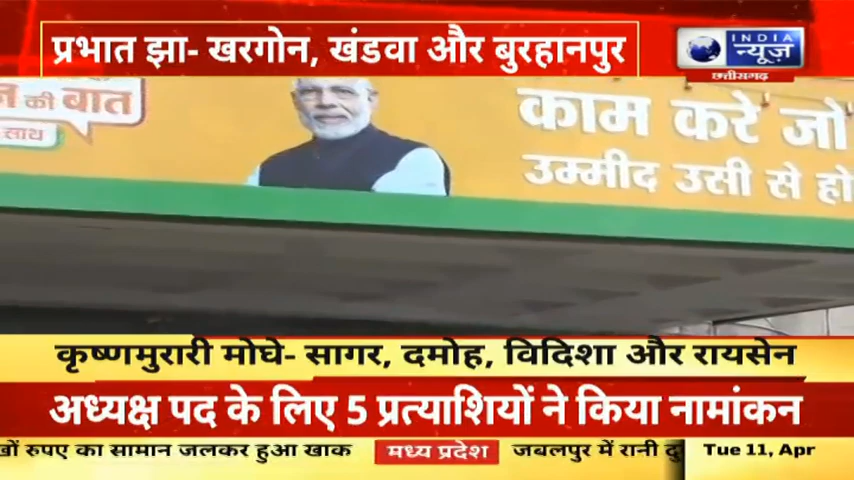 प्रभात झा- खरगोन, खंडवा और बुरहानपुर
INDIA
न्यूज़
छत्तीसगढ़
की बात
साथ
काम करे जो
उम्मीद उसी से हो
कृष्णमुरारी मोघे- सागर, दमोह, विदिशा और रायसेन
अध्यक्ष पद के लिए 5 प्रत्याशियों ने किया नामांकन
रुपए का सामान जलकर हुआ खाक
मध्य प्रदेश
जबलपुर में रानी
Tue 11, Apr